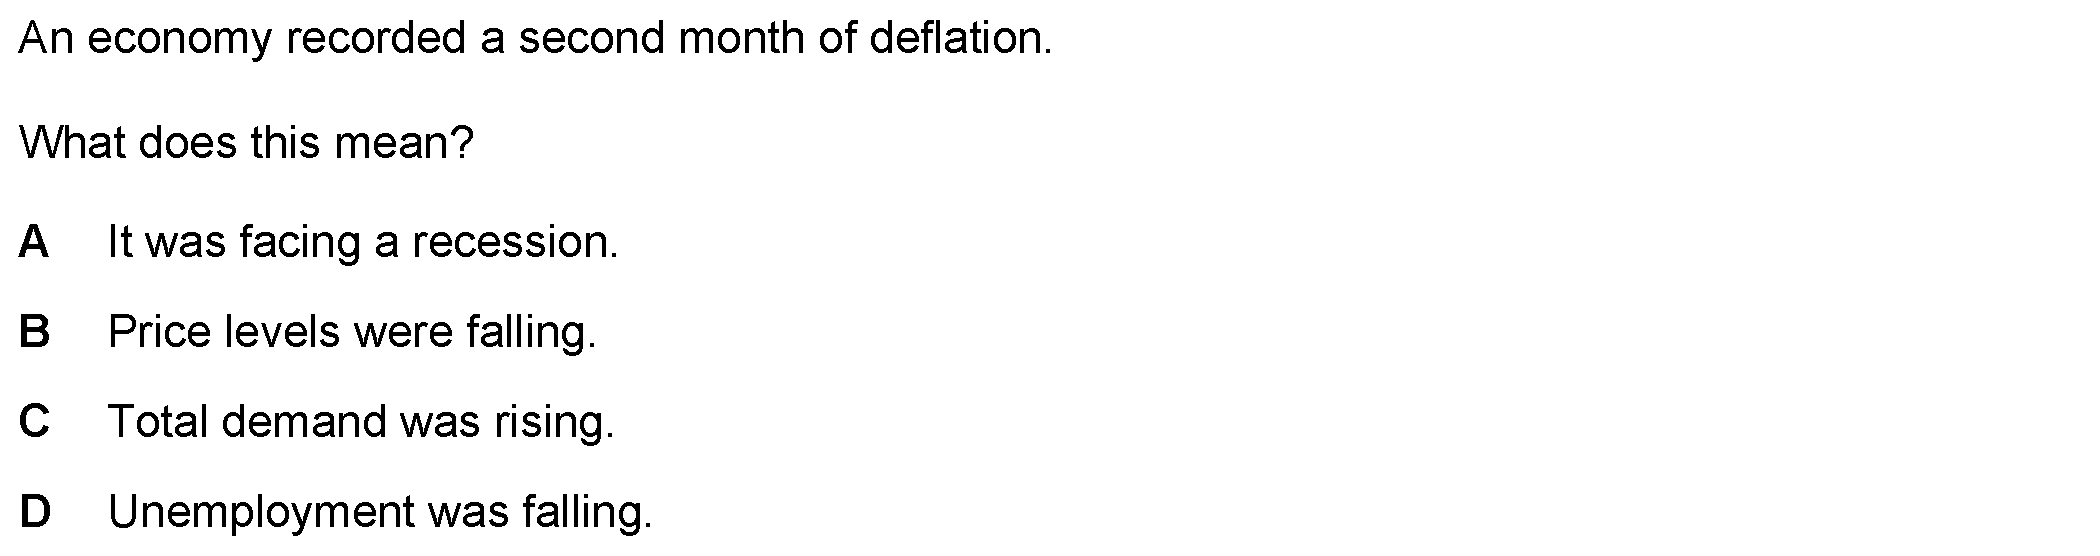 An economy recorded a second month of deflation.
What does this mean?
A It was facing a recession.
B Price levels were falling.
C Total demand was rising.
D Unemployment was falling.